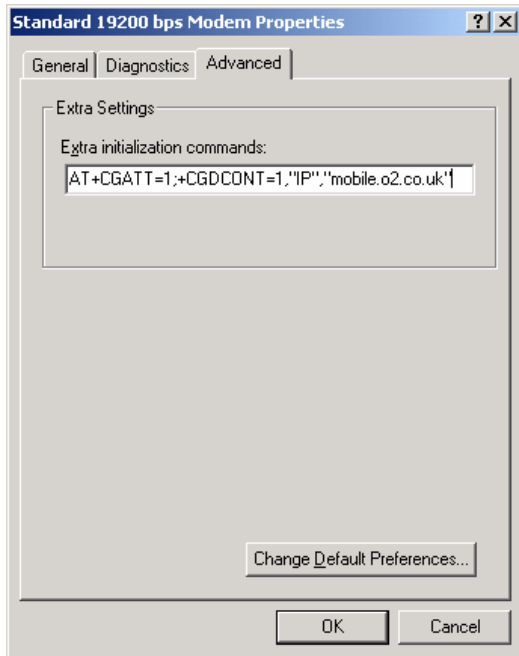 Standard 19200 bps Modem Properties
General Diagnostics Advanced
Extra Settings
Extra initialization commands:
AT+CGATT=1;+CGDCONT=1,"IP","mobile.o2.co.uk"
Change Default Preferences...
OK Cancel